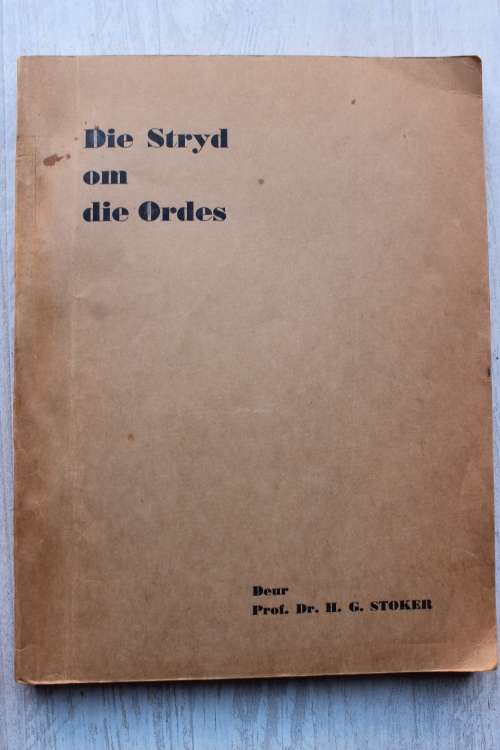 Die Stryd
om
die Ordes
Deur
Prof. Dr. H. G. STOKER